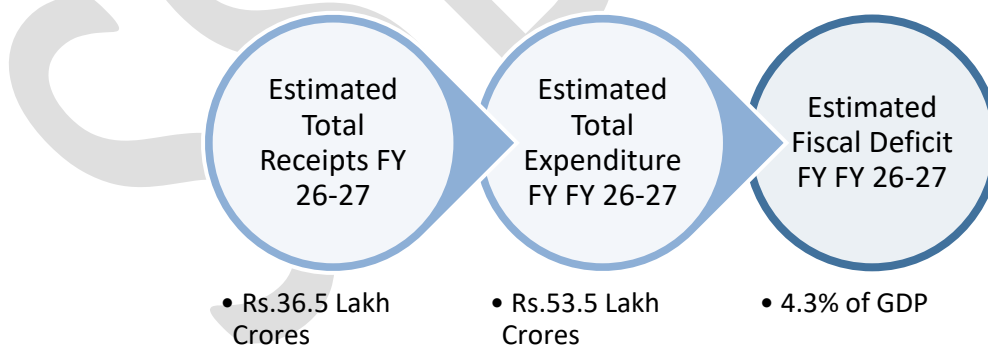 Estimated
Total
Receipts FY
26-27
• Rs.36.5 Lakh
Crores
Estimated
Total
Expenditure
FY FY 26-27
• Rs.53.5 Lakh
Crores
Estimated
Fiscal Deficit
FY FY 26-27
• 4.3% of GDP